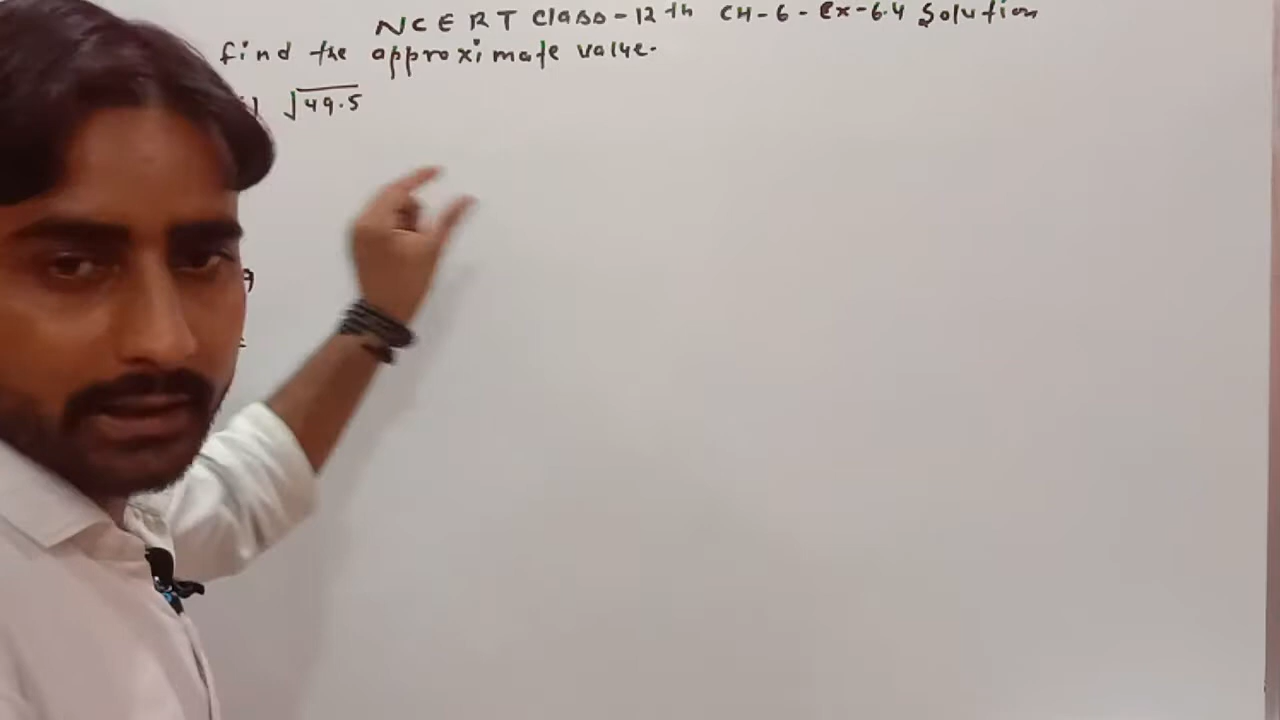 NCERT Class-12th CH-6-Ex-6.4 Solution
find the approximate value.
√49.5